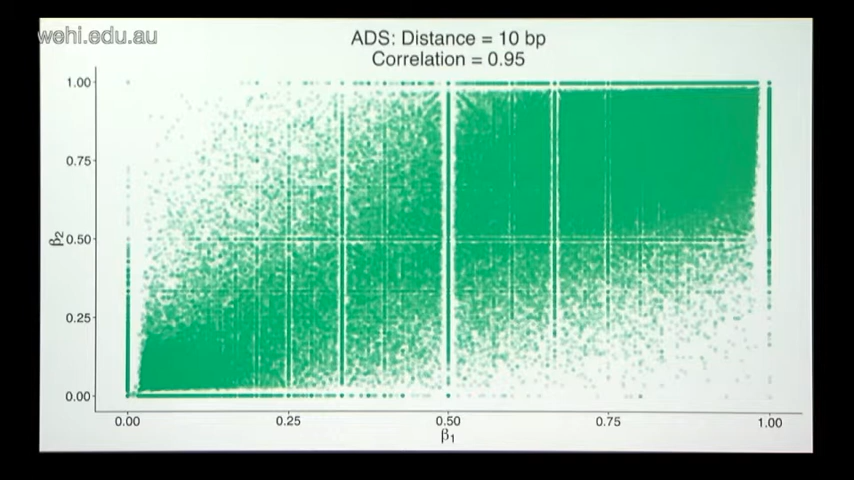 wehi.edu.au
ADS: Distance = 10 bp
Correlation = 0.95
1.00
0.75
0.50
0.25
0.00
β2
0.00 0.25 0.50 0.75 1.00
β1